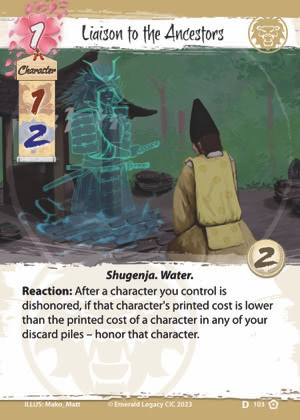 1
Liaison to the Ancestors
Character
1
2
2
Shugenja. Water.
Reaction: After a character you control is
dishonored, if that character's printed cost is lower
than the printed cost of a character in any of your
discard piles – honor that character.
ILLUS: Mako_Matt
© Emerald Legacy CIC 2023
D 103